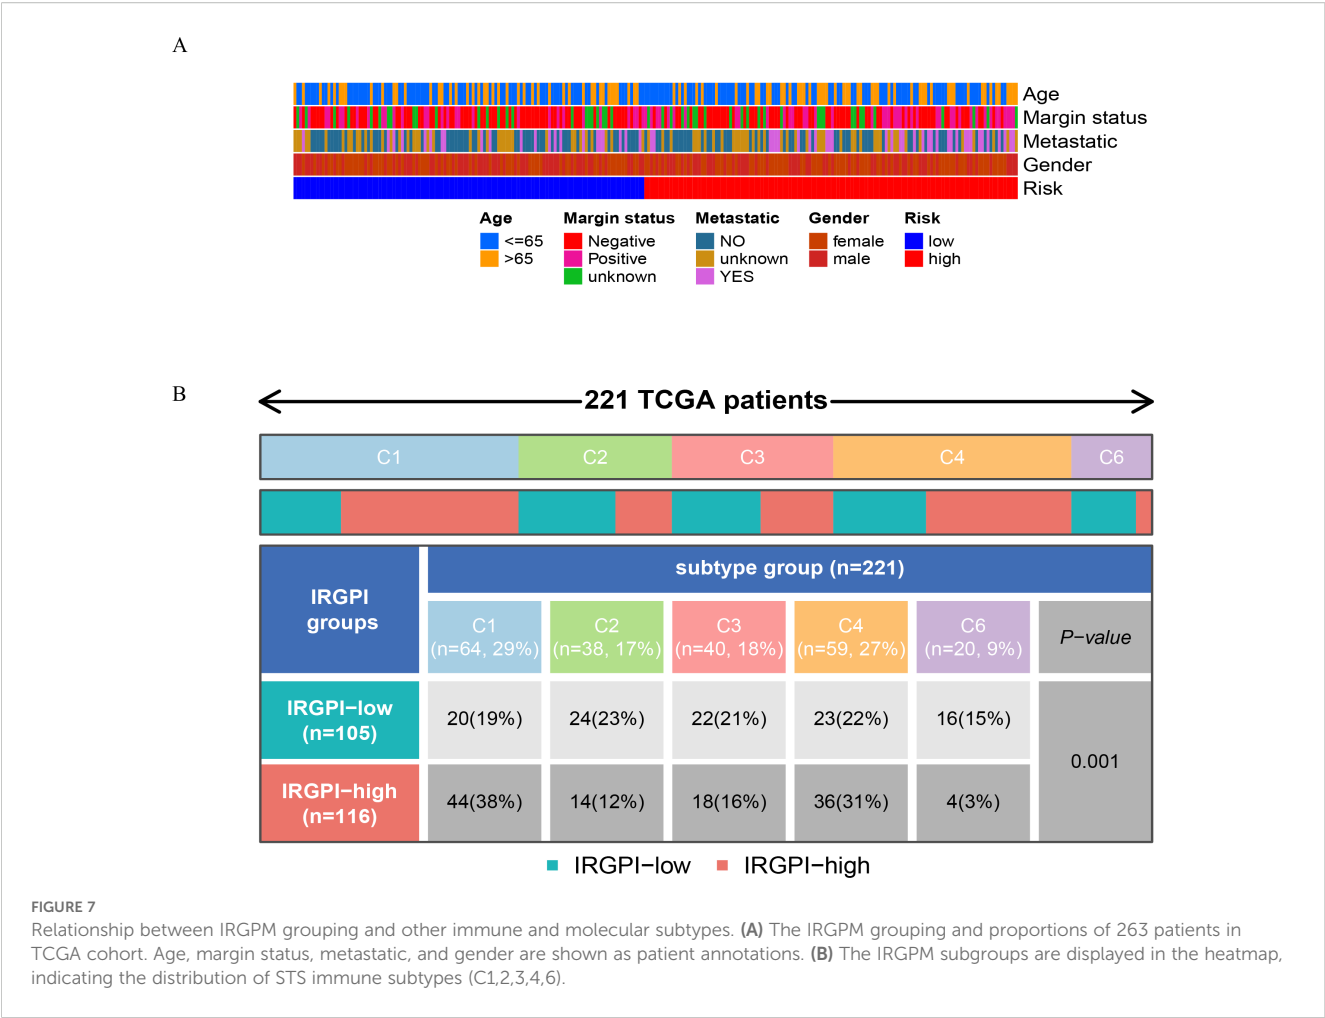 A
Age
Margin status
Metastatic
Gender
Risk
Age Margin status Metastatic Gender Risk
<=65 Negative NO female low
>65 Positive unknown male high
unknown YES
B
221 TCGA patients
C1 C2 C3 C4 C6
IRGPI groups
subtype group (n=221)
C1 (n=64, 29%)
C2 (n=38, 17%)
C3 (n=40, 18%)
C4 (n=59, 27%)
C6 (n=20, 9%)
P−value
IRGPI−low (n=105)
20(19%) 24(23%) 22(21%) 23(22%) 16(15%)
0.001
IRGPI−high (n=116)
44(38%) 14(12%) 18(16%) 36(31%) 4(3%)
IRGPI−low IRGPI−high
FIGURE 7
Relationship between IRGPM grouping and other immune and molecular subtypes. (A) The IRGPM grouping and proportions of 263 patients in
TCGA cohort. Age, margin status, metastatic, and gender are shown as patient annotations. (B) The IRGPM subgroups are displayed in the heatmap,
indicating the distribution of STS immune subtypes (C1,2,3,4,6).